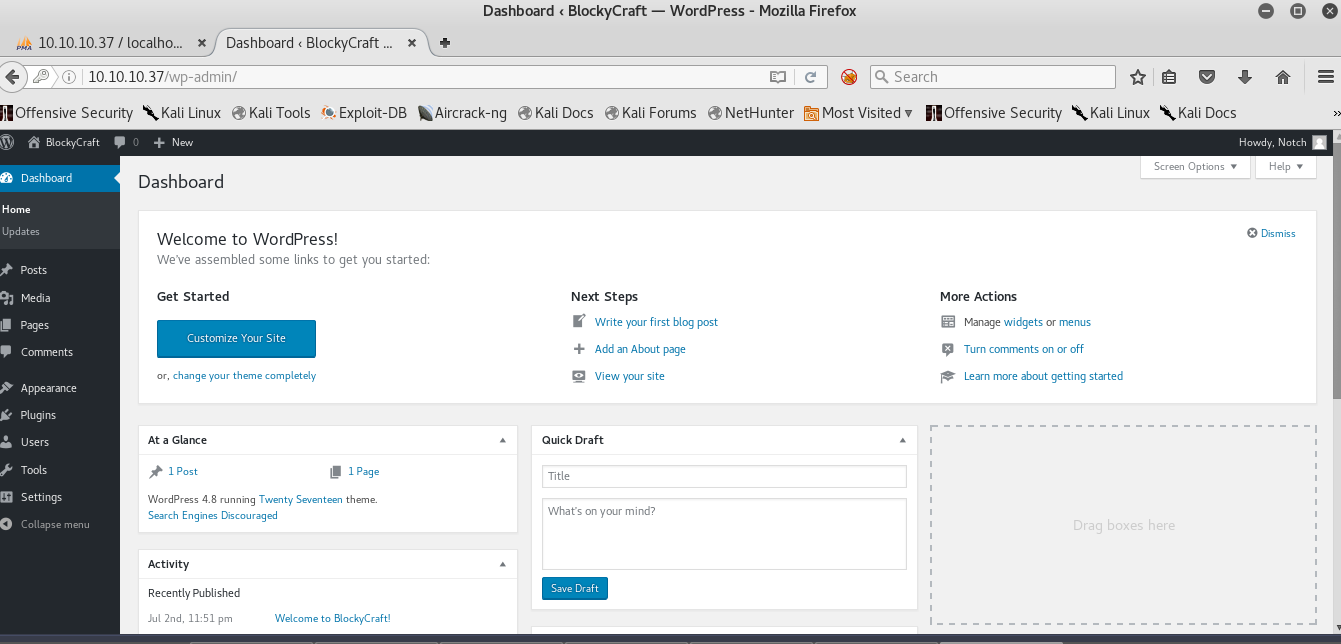 Dashboard ‹ BlockyCraft — WordPress - Mozilla Firefox
PMA 10.10.10.37 / localho... Dashboard ‹ BlockyCraft ...
10.10.10.37/wp-admin/ Search
Offensive Security Kali Linux Kali Tools Exploit-DB Aircrack-ng Kali Docs Kali Forums NetHunter Most Visited Offensive Security Kali Linux Kali Docs
BlockyCraft 0 New Howdy, Notch
Dashboard
Home
Updates
Posts
Media
Pages
Comments
Appearance
Plugins
Users
Tools
Settings
Collapse menu
Screen Options Help
Dashboard
Welcome to WordPress!
Dismiss
We've assembled some links to get you started:
Get Started
Customize Your Site
or, change your theme completely
Next Steps
Write your first blog post
Add an About page
View your site
More Actions
Manage widgets or menus
Turn comments on or off
Learn more about getting started
At a Glance
1 Post 1 Page
WordPress 4.8 running Twenty Seventeen theme.
Search Engines Discouraged
Activity
Recently Published
Jul 2nd, 11:51 pm Welcome to BlockyCraft!
Quick Draft
Title
What's on your mind?
Save Draft
Drag boxes here